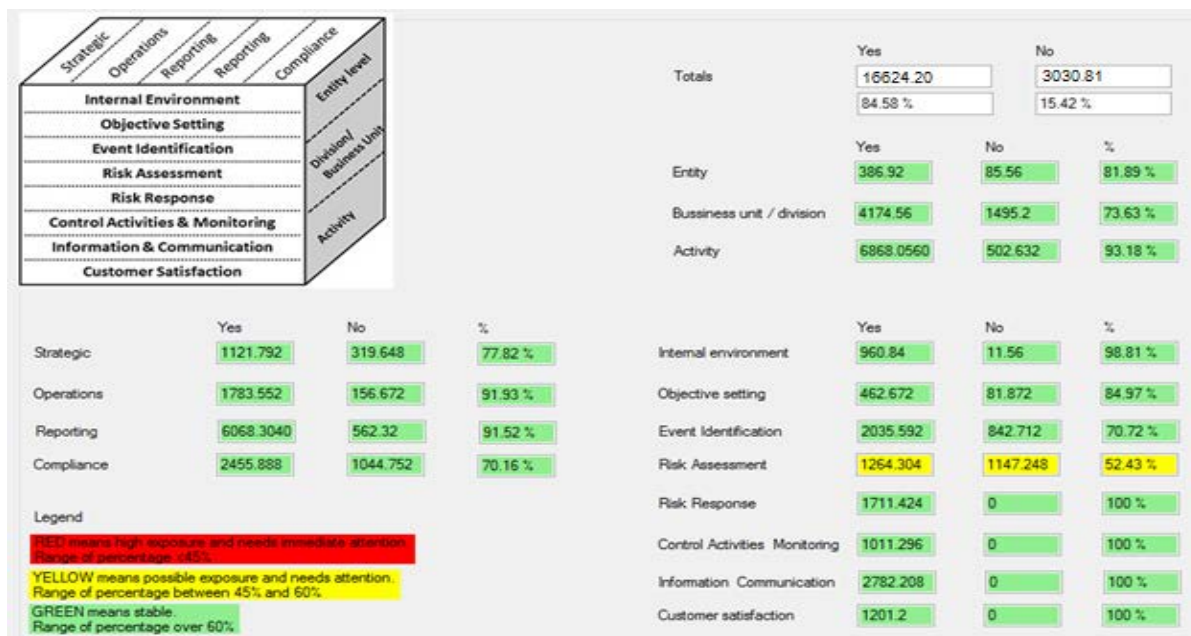 Strategic
Operations
Reporting
Reporting
Compliance
Entity level
Division/
Business Unit
Activity
Internal Environment
Objective Setting
Event Identification
Risk Assessment
Risk Response
Control Activities & Monitoring
Information & Communication
Customer Satisfaction
Yes No
Totals 16624.20 3030.81
84.58 % 15.42 %
Yes No %
Entity 386.92 85.56 81.89 %
Bussiness unit / division 4174.56 1495.2 73.63 %
Activity 6868.0560 502.632 93.18 %
Yes No %
Strategic 1121.792 319.648 77.82 %
Operations 1783.552 156.672 91.93 %
Reporting 6068.3040 562.32 91.52 %
Compliance 2455.888 1044.752 70.16 %
Legend
RED means high exposure and needs immediate attention.
Range of percentage <45%
YELLOW means possible exposure and needs attention.
Range of percentage between 45% and 60%
GREEN means stable.
Range of percentage over 60%
Yes No %
Internal environment 960.84 11.56 98.81 %
Objective setting 462.672 81.872 84.97 %
Event Identification 2035.592 842.712 70.72 %
Risk Assessment 1264.304 1147.248 52.43 %
Risk Response 1711.424 0 100 %
Control Activities Monitoring 1011.296 0 100 %
Information Communication 2782.208 0 100 %
Customer satisfaction 1201.2 0 100 %